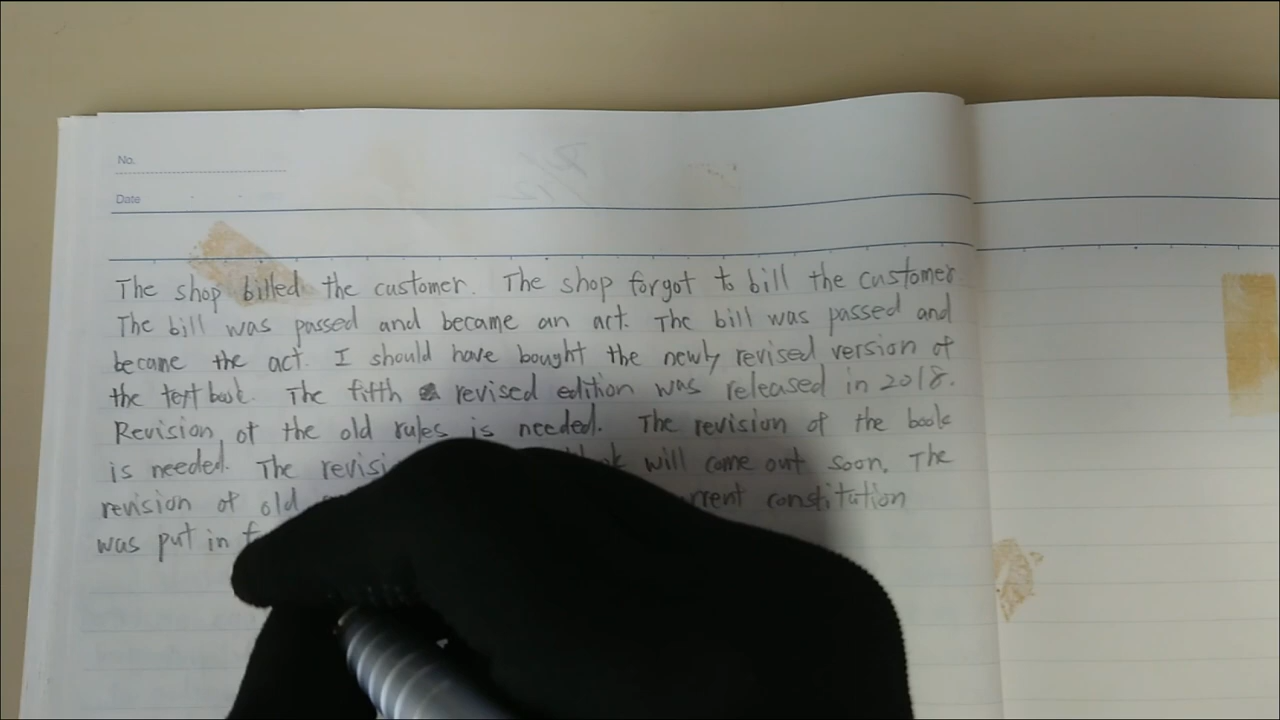 No.
Date
The shop billed the customer. The shop forgot to bill the customer
The bill was passed and became an act. The bill was passed and
became the act. I should have bought the newly revised version of
the text book. The fifth revised edition was released in 2018.
Revision of the old rules is needed. The revision of the book
is needed. The will come out soon. The
revision of old constitution
was put in